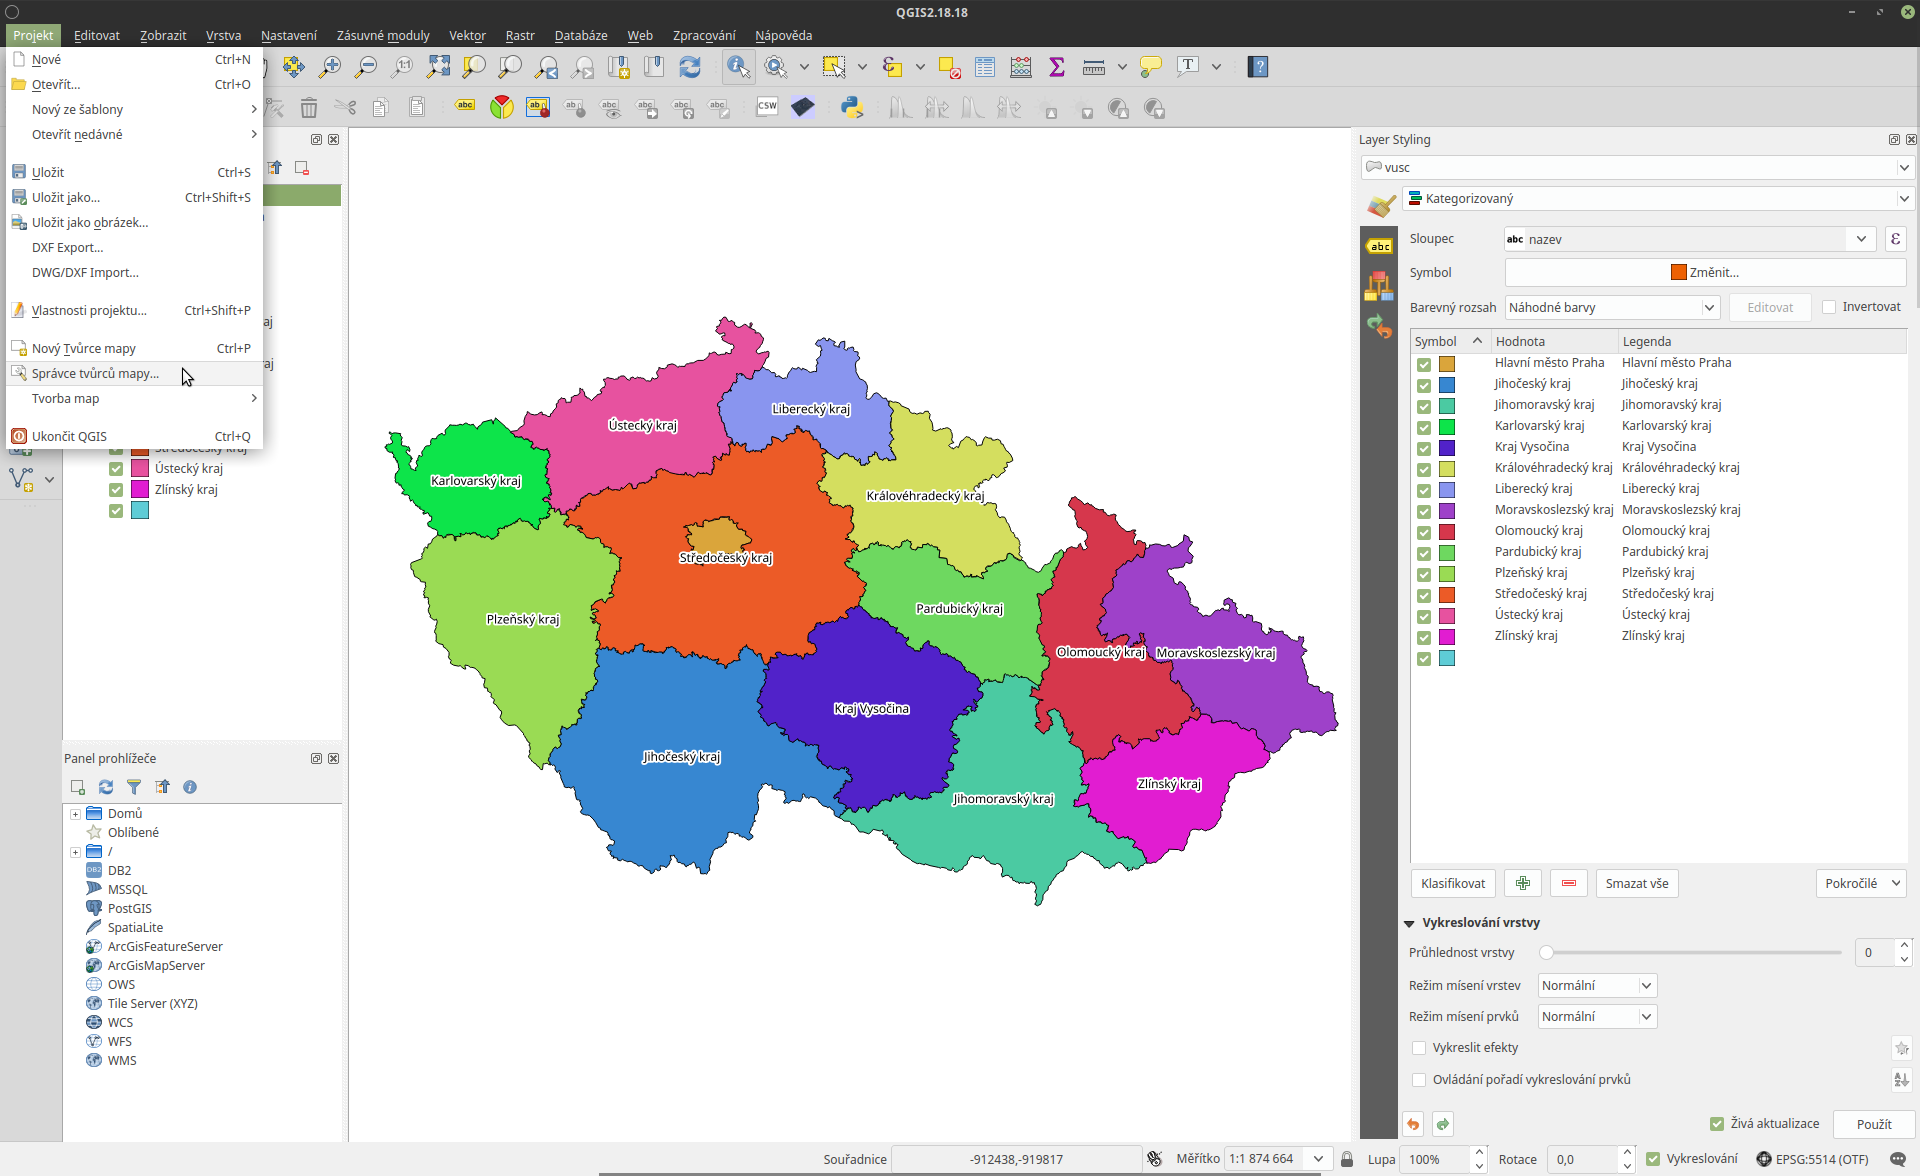 QGIS2.18.18
Projekt Editovat Zobrazit Vrstva Nastavení Zásuvné moduly Vektor Rastr Databáze Web Zpracování Nápověda
Nové Ctrl+N
Otevřít... Ctrl+O
Nový ze šablony
Otevřít nedávné
Uložit Ctrl+S
Uložit jako... Ctrl+Shift+S
Uložit jako obrázek...
DXF Export...
DWG/DXF Import...
Vlastnosti projektu... Ctrl+Shift+P
Nový Tvůrce mapy Ctrl+P
Správce tvůrců mapy...
Tvorba map
Ukončit QGIS Ctrl+Q
aj
aj
Středočeský kraj
Ústecký kraj
Zlínský kraj
Panel prohlížeče
Domů
Oblíbené
/
DB2
MSSQL
PostGIS
SpatiaLite
ArcGisFeatureServer
ArcGisMapServer
OWS
Tile Server (XYZ)
WCS
WFS
WMS
1:1
abc
abc
CSW
T
?
Ústecký kraj
Liberecký kraj
Karlovarský kraj
Královéhradecký kraj
Středočeský kraj
Plzeňský kraj
Pardubický kraj
Olomoucký kraj
Moravskoslezský kraj
Kraj Vysočina
Jihočeský kraj
Zlínský kraj
Jihomoravský kraj
Layer Styling
vusc
Kategorizovaný
abc
Sloupec abc nazev ε
Symbol Změnit...
Barevný rozsah Náhodné barvy Editovat Invertovat
Symbol Hodnota Legenda
Hlavní město Praha Hlavní město Praha
Jihočeský kraj Jihočeský kraj
Jihomoravský kraj Jihomoravský kraj
Karlovarský kraj Karlovarský kraj
Kraj Vysočina Kraj Vysočina
Královéhradecký kraj Královéhradecký kraj
Liberecký kraj Liberecký kraj
Moravskoslezský kraj Moravskoslezský kraj
Olomoucký kraj Olomoucký kraj
Pardubický kraj Pardubický kraj
Plzeňský kraj Plzeňský kraj
Středočeský kraj Středočeský kraj
Ústecký kraj Ústecký kraj
Zlínský kraj Zlínský kraj
Klasifikovat Smazat vše Pokročilé
Vykreslování vrstvy
Průhlednost vrstvy 0
Režim mísení vrstev Normální
Režim mísení prvků Normální
Vykreslit efekty
Ovládání pořadí vykreslování prvků
Živá aktualizace Použít
Souřadnice -912438,-919817 Měřítko 1:1 874 664 Lupa 100% Rotace 0,0 Vykreslování EPSG:5514 (OTF)